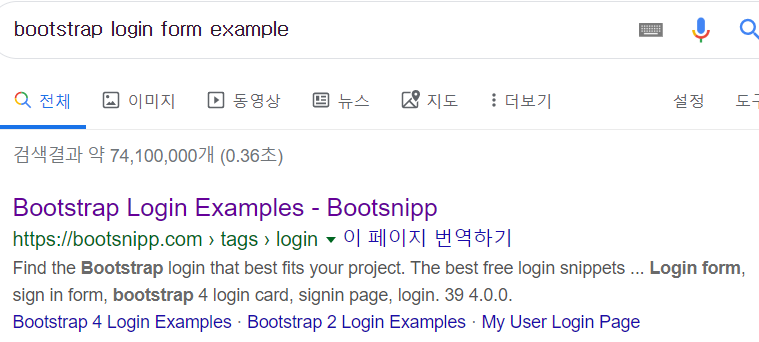 bootstrap login form example
전체 이미지 동영상 뉴스 지도 더보기 설정
검색결과 약 74,100,000개 (0.36초)
Bootstrap Login Examples - Bootsnipp
https://bootsnipp.com › tags › login ▾ 이 페이지 번역하기
Find the Bootstrap login that best fits your project. The best free login snippets ... Login form,
sign in form, bootstrap 4 login card, signin page, login. 39 4.0.0.
Bootstrap 4 Login Examples · Bootstrap 2 Login Examples · My User Login Page